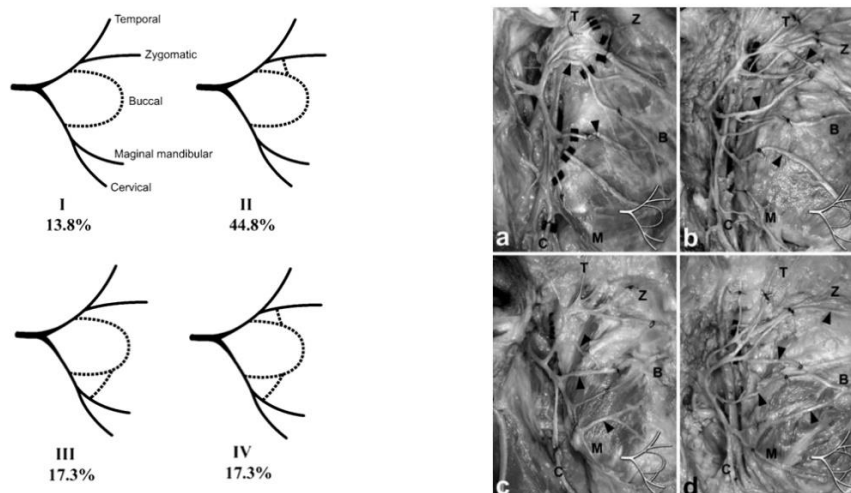 Temporal
Zygomatic
Buccal
Maginal mandibular
Cervical
I
13.8%
II
44.8%
III
17.3%
IV
17.3%
T
Z
B
M
C
a
T
Z
B
M
C
b
T
Z
B
M
C
c
T
Z
B
M
C
d